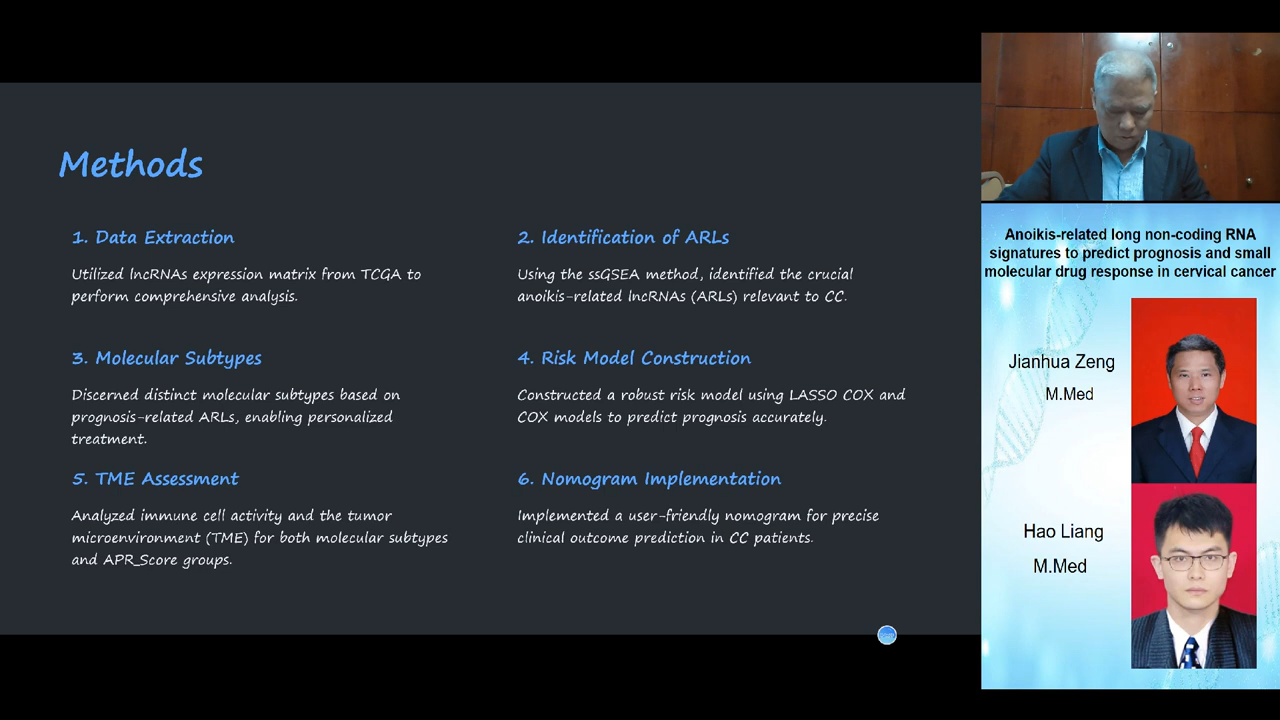 Methods
1. Data Extraction
Utilized lncRNAs expression matrix from TCGA to
perform comprehensive analysis.
2. Identification of ARLs
Using the ssGSEA method, identified the crucial
anoikis-related lncRNAs (ARLs) relevant to CC.
3. Molecular Subtypes
Discerned distinct molecular subtypes based on
prognosis-related ARLs, enabling personalized
treatment.
4. Risk Model Construction
Constructed a robust risk model using LASSO COX and
COX models to predict prognosis accurately.
5. TME Assessment
Analyzed immune cell activity and the tumor
microenvironment (TME) for both molecular subtypes
and APR_Score groups.
6. Nomogram Implementation
Implemented a user-friendly nomogram for precise
clinical outcome prediction in CC patients.
Anoikis-related long non-coding RNA
signatures to predict prognosis and small
molecular drug response in cervical cancer
Jianhua Zeng
M.Med
Hao Liang
M.Med